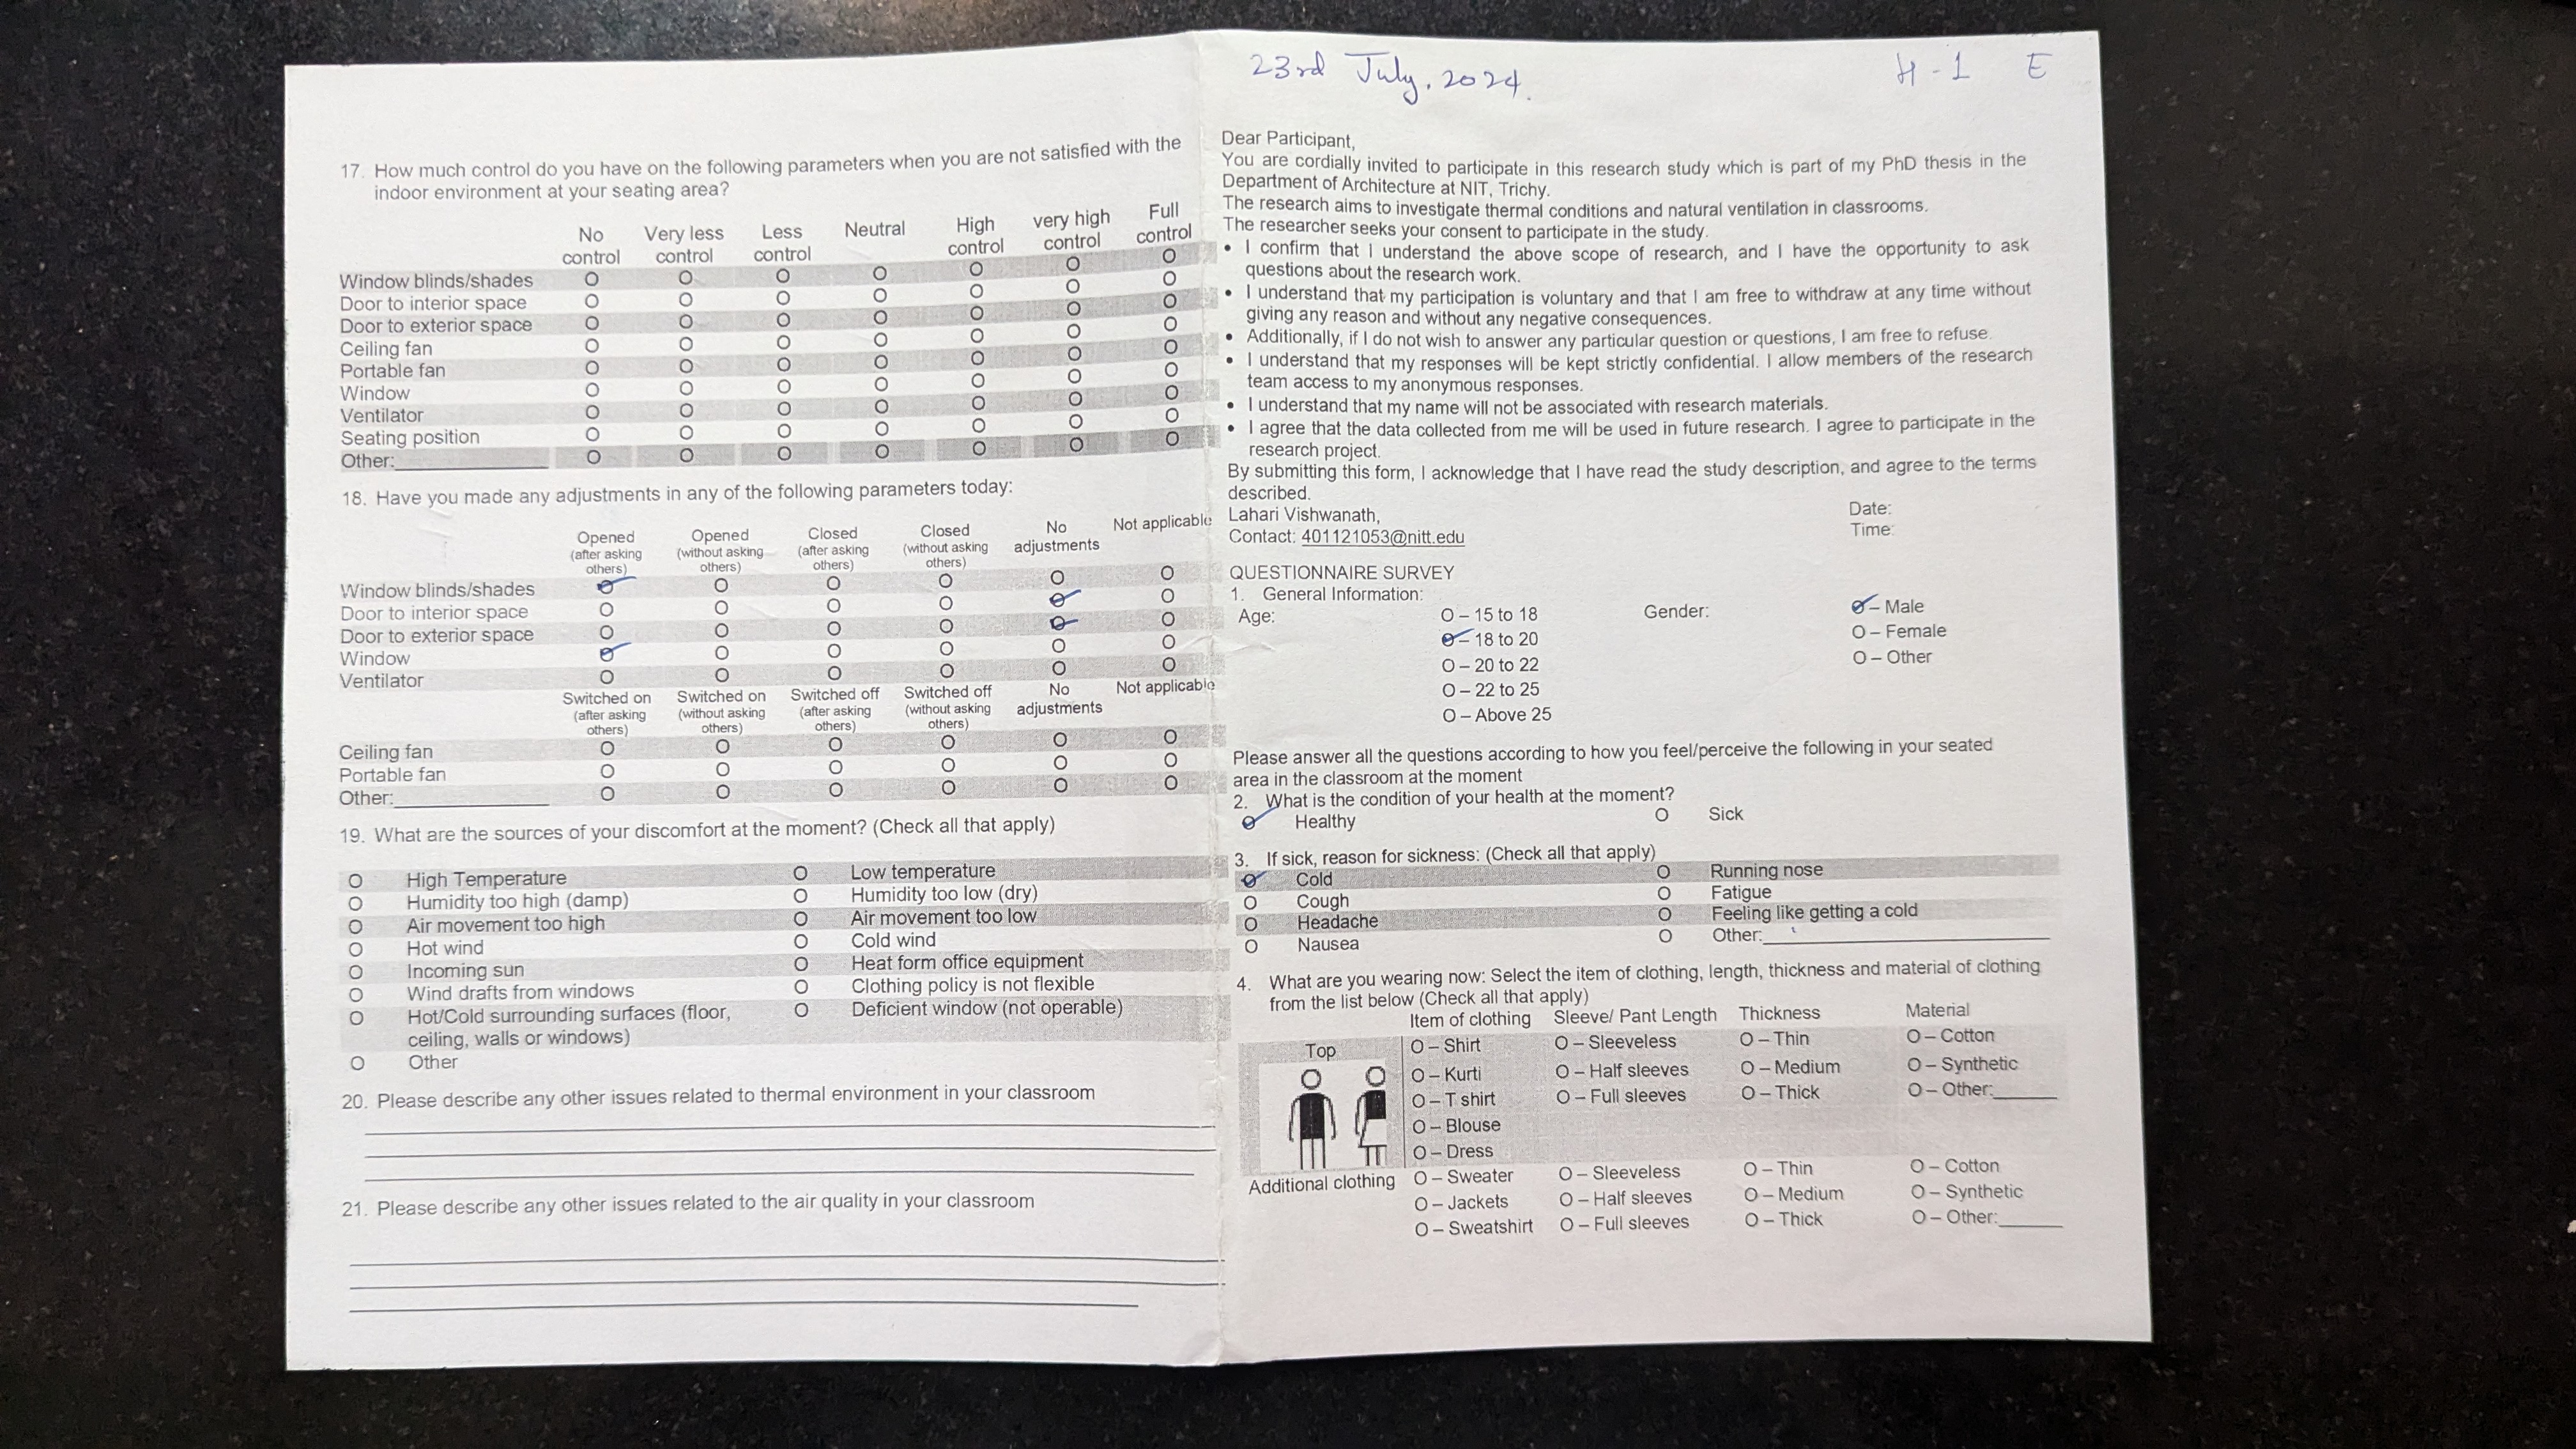 17. How much control do you have on the following parameters when you are not satisfied with the
indoor environment at your seating area?
No control Very less control Less control Neutral High control very high control Full control
Window blinds/shades O O O O O O O
Door to interior space O O O O O O O
Door to exterior space O O O O O O O
Ceiling fan O O O O O O O
Portable fan O O O O O O O
Window O O O O O O O
Ventilator O O O O O O O
Seating position O O O O O O O
Other:__________ O O O O O O O
18. Have you made any adjustments in any of the following parameters today:
Opened (after asking others) Opened (without asking others) Closed (after asking others) Closed (without asking others) No adjustments Not applicable
Window blinds/shades O O O O O O
Door to interior space O O O O O O
Door to exterior space O O O O O O
Window O O O O O O
Ventilator O O O O O O
Switched on (after asking others) Switched on (without asking others) Switched off (after asking others) Switched off (without asking others) No adjustments Not applicable
Ceiling fan O O O O O O
Portable fan O O O O O O
Other:__________ O O O O O O
19. What are the sources of your discomfort at the moment? (Check all that apply)
O High Temperature O Low temperature
O Humidity too high (damp) O Humidity too low (dry)
O Air movement too high O Air movement too low
O Hot wind O Cold wind
O Incoming sun O Heat form office equipment
O Wind drafts from windows O Clothing policy is not flexible
O Hot/Cold surrounding surfaces (floor, O Deficient window (not operable)
ceiling, walls or windows)
O Other
20. Please describe any other issues related to thermal environment in your classroom
21. Please describe any other issues related to the air quality in your classroom
23rd July, 2024. H-1 E
Dear Participant,
You are cordially invited to participate in this research study which is part of my PhD thesis in the
Department of Architecture at NIT, Trichy.
The research aims to investigate thermal conditions and natural ventilation in classrooms.
The researcher seeks your consent to participate in the study.
• I confirm that I understand the above scope of research, and I have the opportunity to ask
questions about the research work.
• I understand that my participation is voluntary and that I am free to withdraw at any time without
giving any reason and without any negative consequences.
• Additionally, if I do not wish to answer any particular question or questions, I am free to refuse.
• I understand that my responses will be kept strictly confidential. I allow members of the research
team access to my anonymous responses.
• I understand that my name will not be associated with research materials.
• I agree that the data collected from me will be used in future research. I agree to participate in the
research project.
By submitting this form, I acknowledge that I have read the study description, and agree to the terms
described.
Lahari Vishwanath, Date:
Contact: 401121053@nitt.edu Time:
QUESTIONNAIRE SURVEY
1. General Information:
Age: O – 15 to 18 Gender: O – Male
O – 18 to 20 O – Female
O – 20 to 22 O – Other
O – 22 to 25
O – Above 25
Please answer all the questions according to how you feel/perceive the following in your seated
area in the classroom at the moment
2. What is the condition of your health at the moment?
O Healthy O Sick
3. If sick, reason for sickness: (Check all that apply)
O Cold O Running nose
O Cough O Fatigue
O Headache O Feeling like getting a cold
O Nausea O Other:__________
4. What are you wearing now: Select the item of clothing, length, thickness and material of clothing
from the list below (Check all that apply)
Item of clothing Sleeve/ Pant Length Thickness Material
Top O – Shirt O – Sleeveless O – Thin O – Cotton
O – Kurti O – Half sleeves O – Medium O – Synthetic
O – T shirt O – Full sleeves O – Thick O – Other:______
O – Blouse
O – Dress
Additional clothing O – Sweater O – Sleeveless O – Thin O – Cotton
O – Jackets O – Half sleeves O – Medium O – Synthetic
O – Sweatshirt O – Full sleeves O – Thick O – Other:______